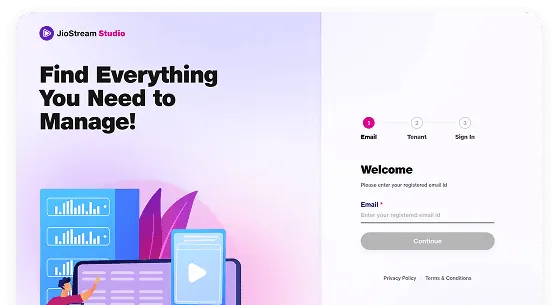 JioStream Studio
Find Everything
You Need to
Manage!
1
2
3
Email
Tenant
Sign In
Welcome
Please enter your registered email id
Email *
Enter your registered email id
Continue
Privacy Policy
Terms & Conditions